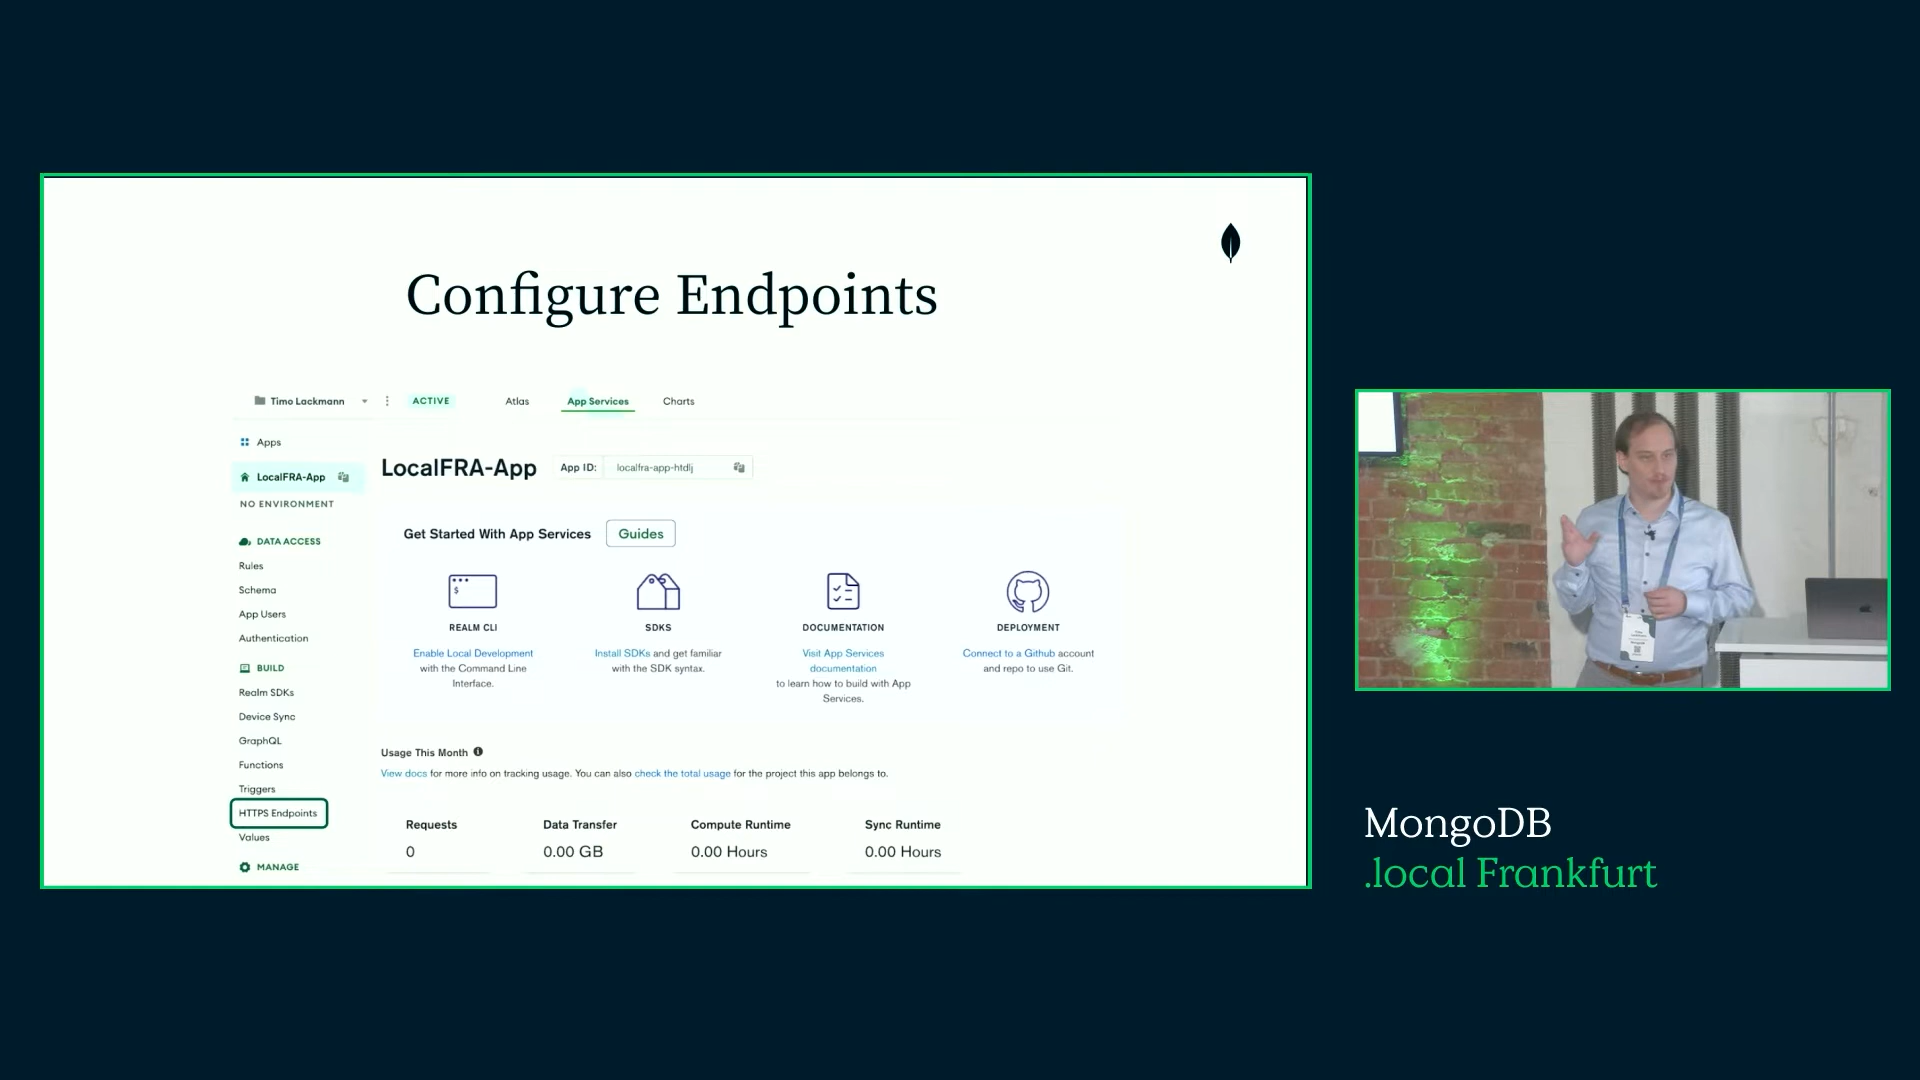 Configure Endpoints
Timo Lackmann
ACTIVE
Atlas
App Services
Charts
Apps
LocalFRA-App
NO ENVIRONMENT
DATA ACCESS
Rules
Schema
App Users
Authentication
BUILD
Realm SDKs
Device Sync
GraphQL
Functions
Triggers
HTTPS Endpoints
Values
MANAGE
LocalFRA-App
App ID:
localfra-app-htdlj
Get Started With App Services
Guides
$
REALM CLI
Enable Local Development
with the Command Line
Interface.
SDKS
Install SDKs and get familiar
with the SDK syntax.
DOCUMENTATION
Visit App Services
documentation
to learn how to build with App
Services.
DEPLOYMENT
Connect to a Github account
and repo to use Git.
Usage This Month
View docs for more info on tracking usage. You can also check the total usage for the project this app belongs to.
Requests
0
Data Transfer
0.00 GB
Compute Runtime
0.00 Hours
Sync Runtime
0.00 Hours
MongoDB
.local Frankfurt